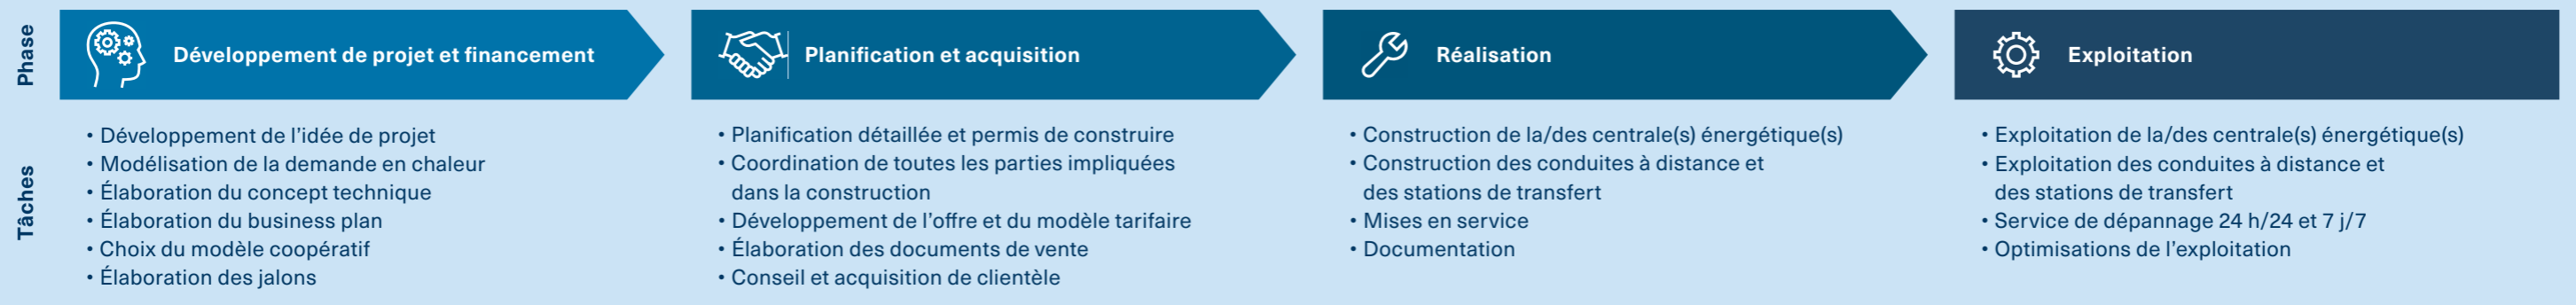 Phase
Développement de projet et financement
Planification et acquisition
Réalisation
Exploitation
Tâches
• Développement de l’idée de projet
• Modélisation de la demande en chaleur
• Élaboration du concept technique
• Élaboration du business plan
• Choix du modèle coopératif
• Élaboration des jalons
• Planification détaillée et permis de construire
• Coordination de toutes les parties impliquées
dans la construction
• Développement de l’offre et du modèle tarifaire
• Élaboration des documents de vente
• Conseil et acquisition de clientèle
• Construction de la/des centrale(s) énergétique(s)
• Construction des conduites à distance et
des stations de transfert
• Mises en service
• Documentation
• Exploitation de la/des centrale(s) énergétique(s)
• Exploitation des conduites à distance et
des stations de transfert
• Service de dépannage 24 h/24 et 7 j/7
• Optimisations de l’exploitation